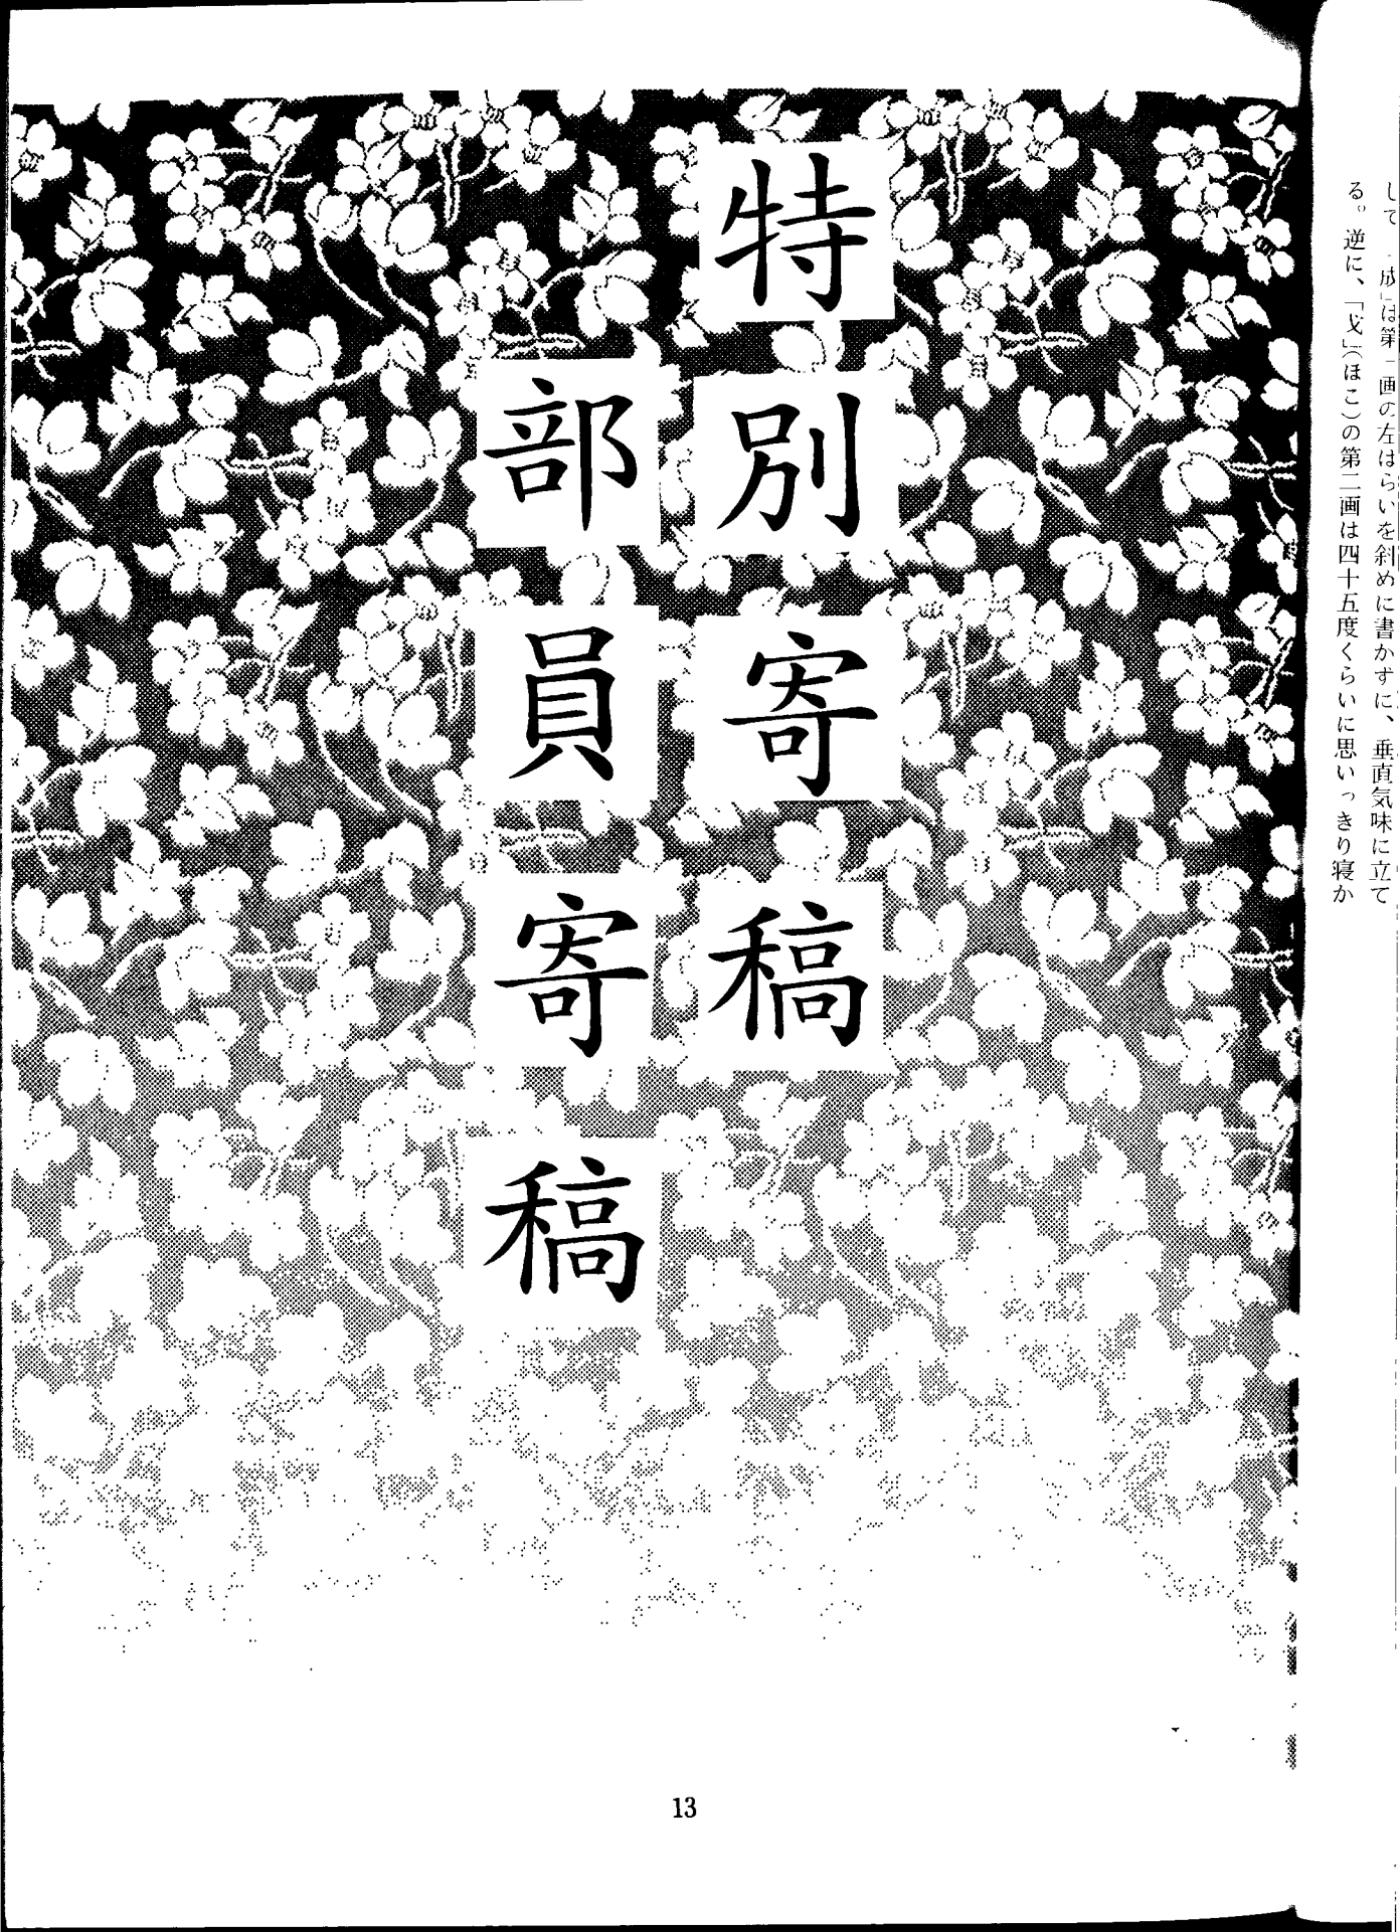 して「成」は第一画の左はらいを斜めに書かずに、垂直気味に立て
る。逆に、「戈」（ほこ）の第二画は四十五度くらいに思いっきり寝か
特別寄稿
部員寄稿
13